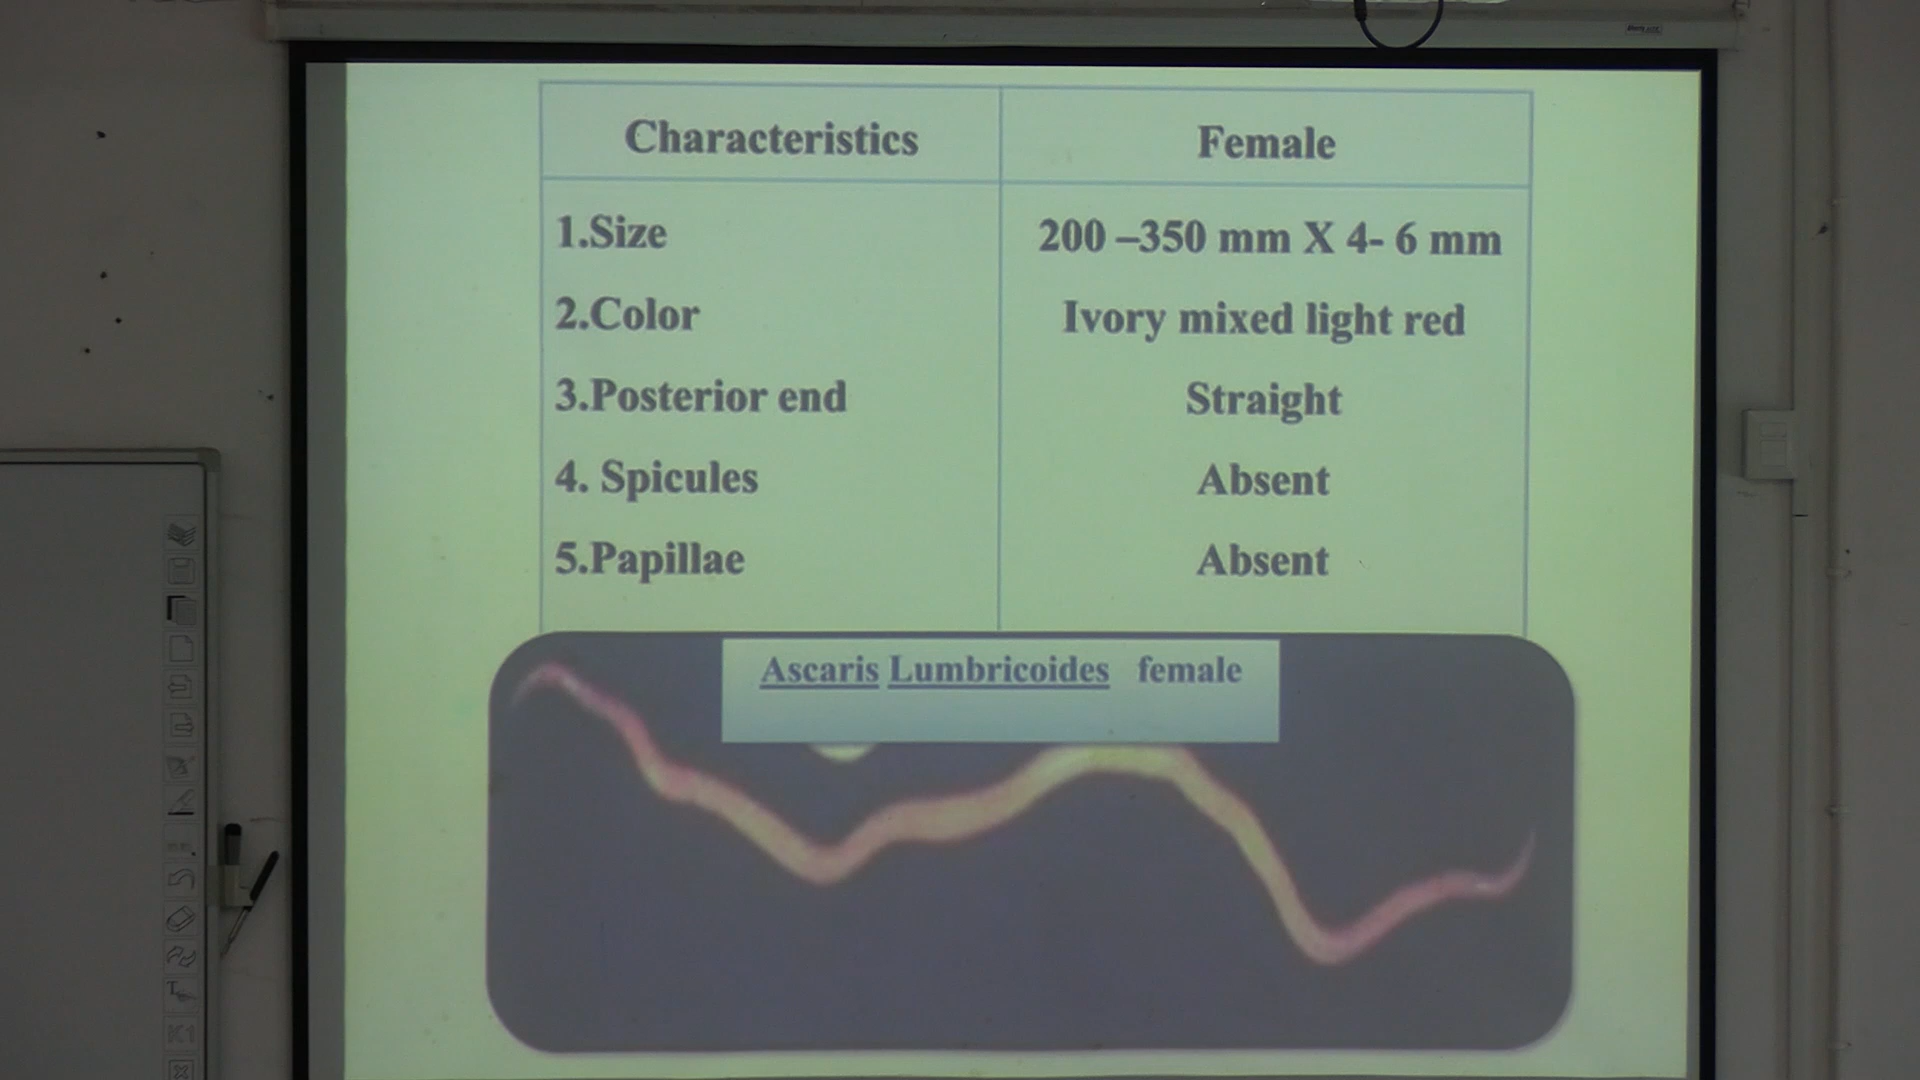 Characteristics Female
1.Size 200 –350 mm X 4- 6 mm
2.Color Ivory mixed light red
3.Posterior end Straight
4. Spicules Absent
5.Papillae Absent
Ascaris Lumbricoides female